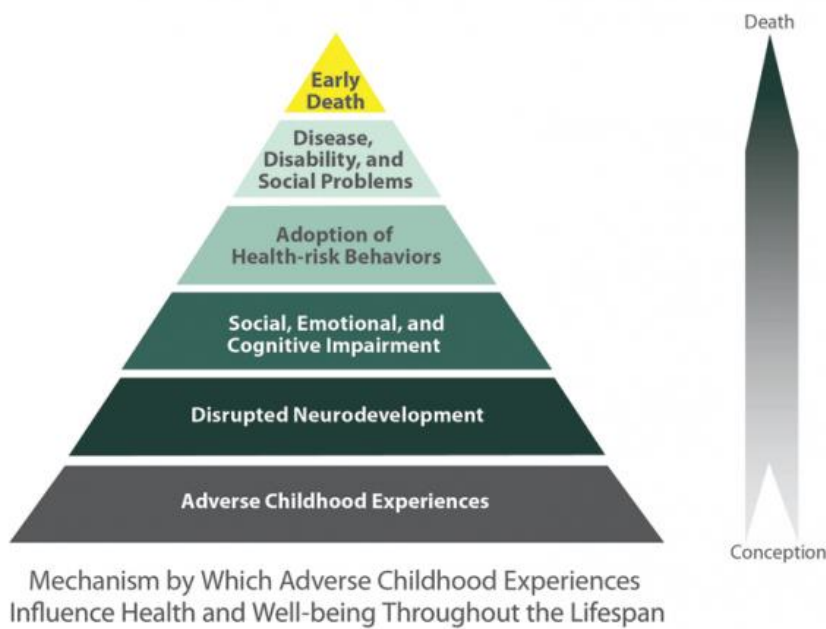 Death
Early
Death
Disease,
Disability, and
Social Problems
Adoption of
Health-risk Behaviors
Social, Emotional, and
Cognitive Impairment
Disrupted Neurodevelopment
Adverse Childhood Experiences
Conception
Mechanism by Which Adverse Childhood Experiences
Influence Health and Well-being Throughout the Lifespan